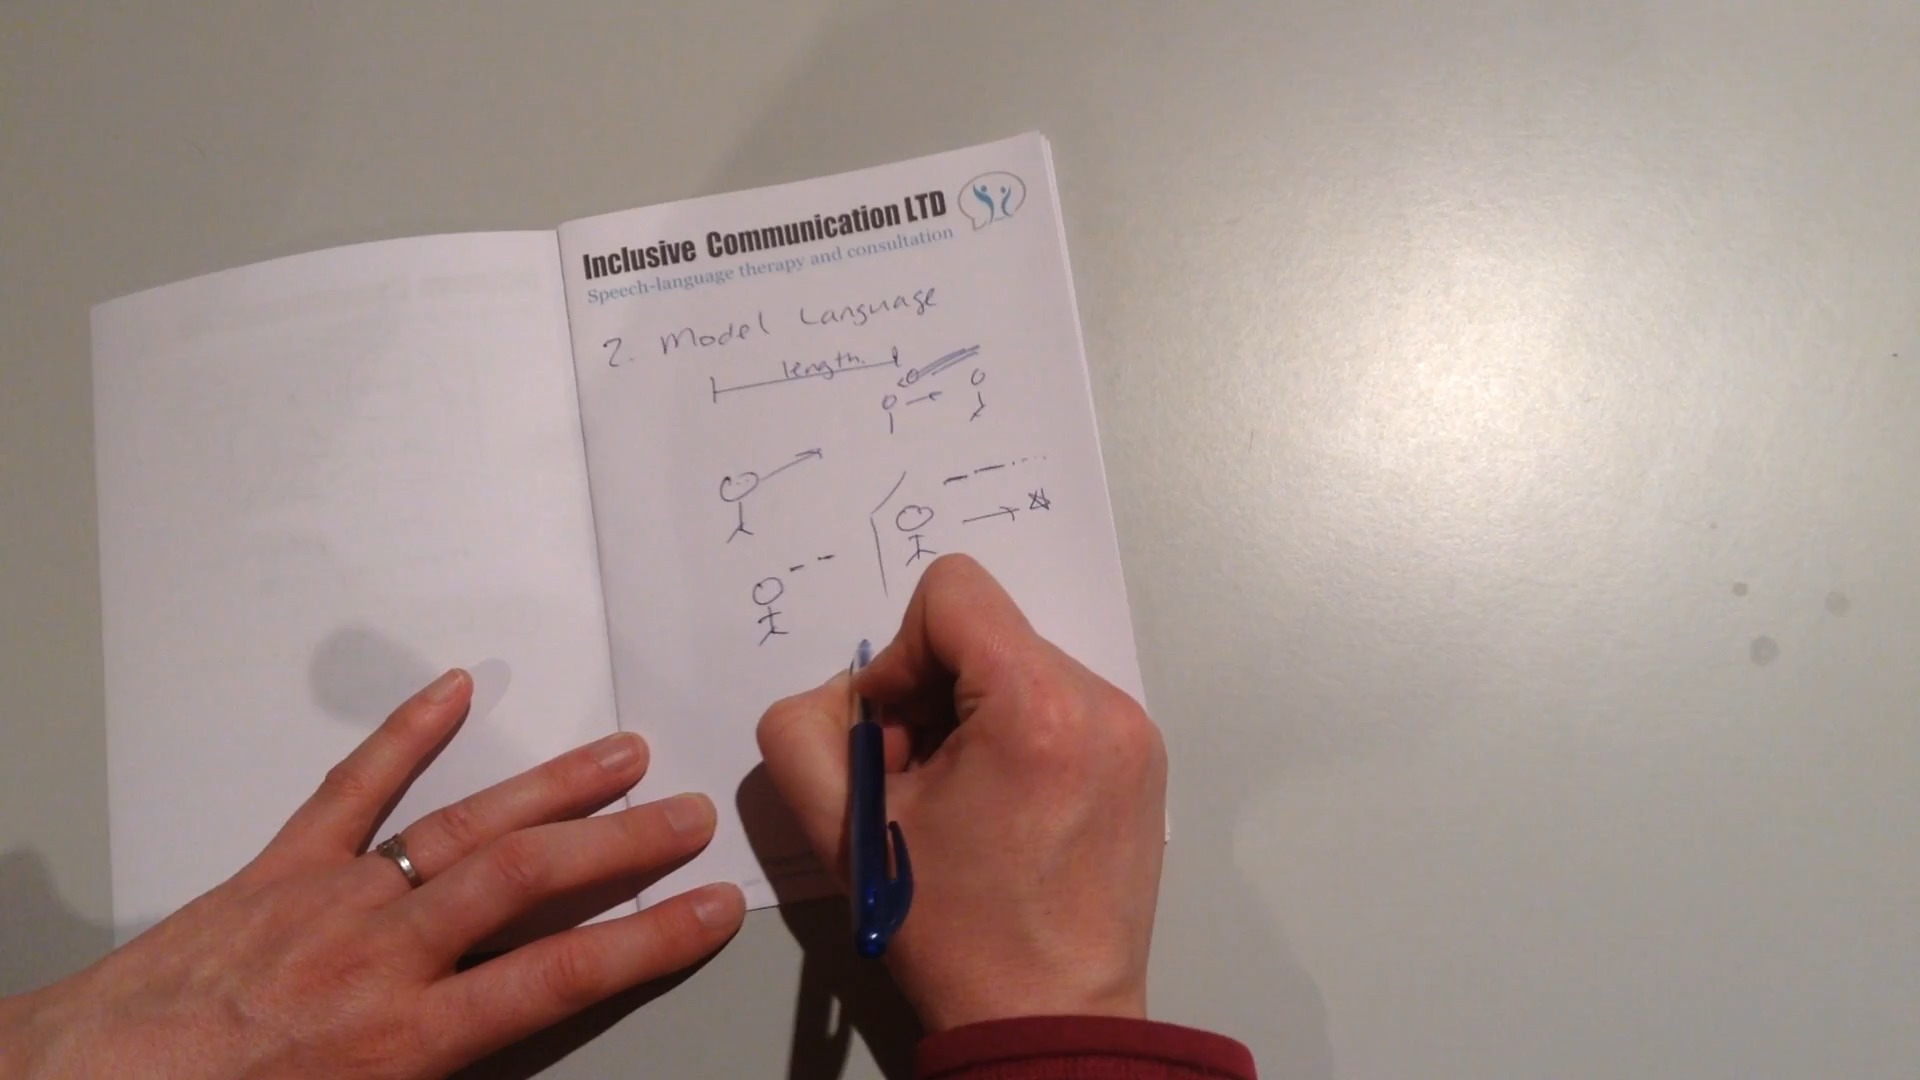 Inclusive Communication LTD
Speech-language therapy and consultation
2. Model Language
length.